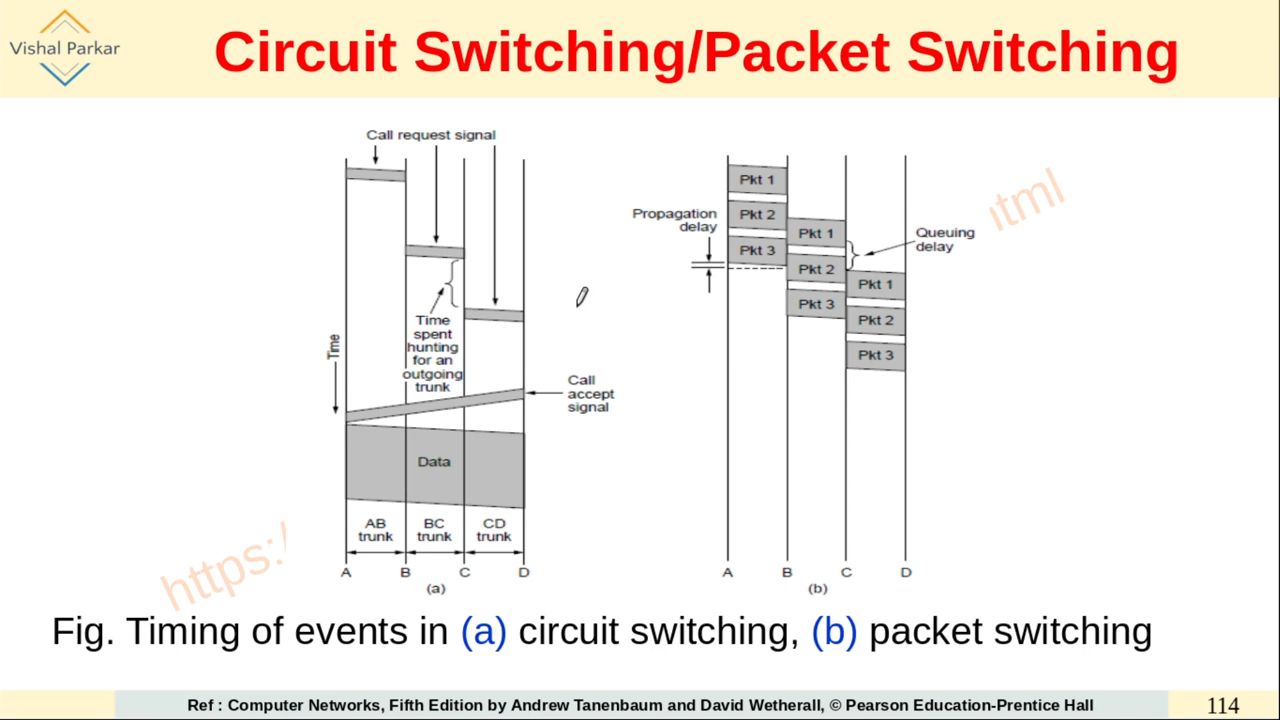 Vishal Parkar
Circuit Switching/Packet Switching
Call request signal
Time
Time
spent
hunting
for an
outgoing
trunk
Call
accept
signal
Data
AB
trunk
BC
trunk
CD
trunk
A
B
C
D
(a)
Propagation
delay
Pkt 1
Pkt 2
Pkt 3
Pkt 1
Pkt 2
Pkt 3
Pkt 1
Pkt 2
Pkt 3
Queuing
delay
A
B
C
D
(b)
https:/
Fig. Timing of events in (a) circuit switching, (b) packet switching
Ref : Computer Networks, Fifth Edition by Andrew Tanenbaum and David Wetherall, © Pearson Education-Prentice Hall
114